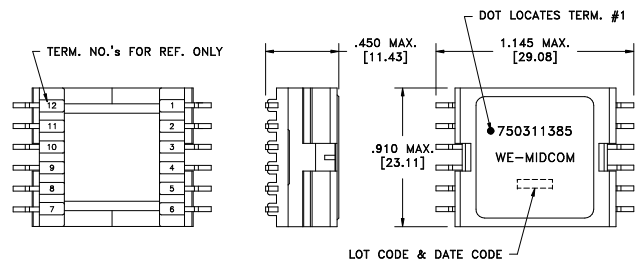 DOT LOCATES TERM. #1
TERM. NO.'s FOR REF. ONLY
.450 MAX.
[11.43]
1.145 MAX.
[29.08]
12 1
11 2
10 3
9 4
8 5
7 6
.910 MAX.
[23.11]
750311385
WE-MIDCOM
LOT CODE & DATE CODE